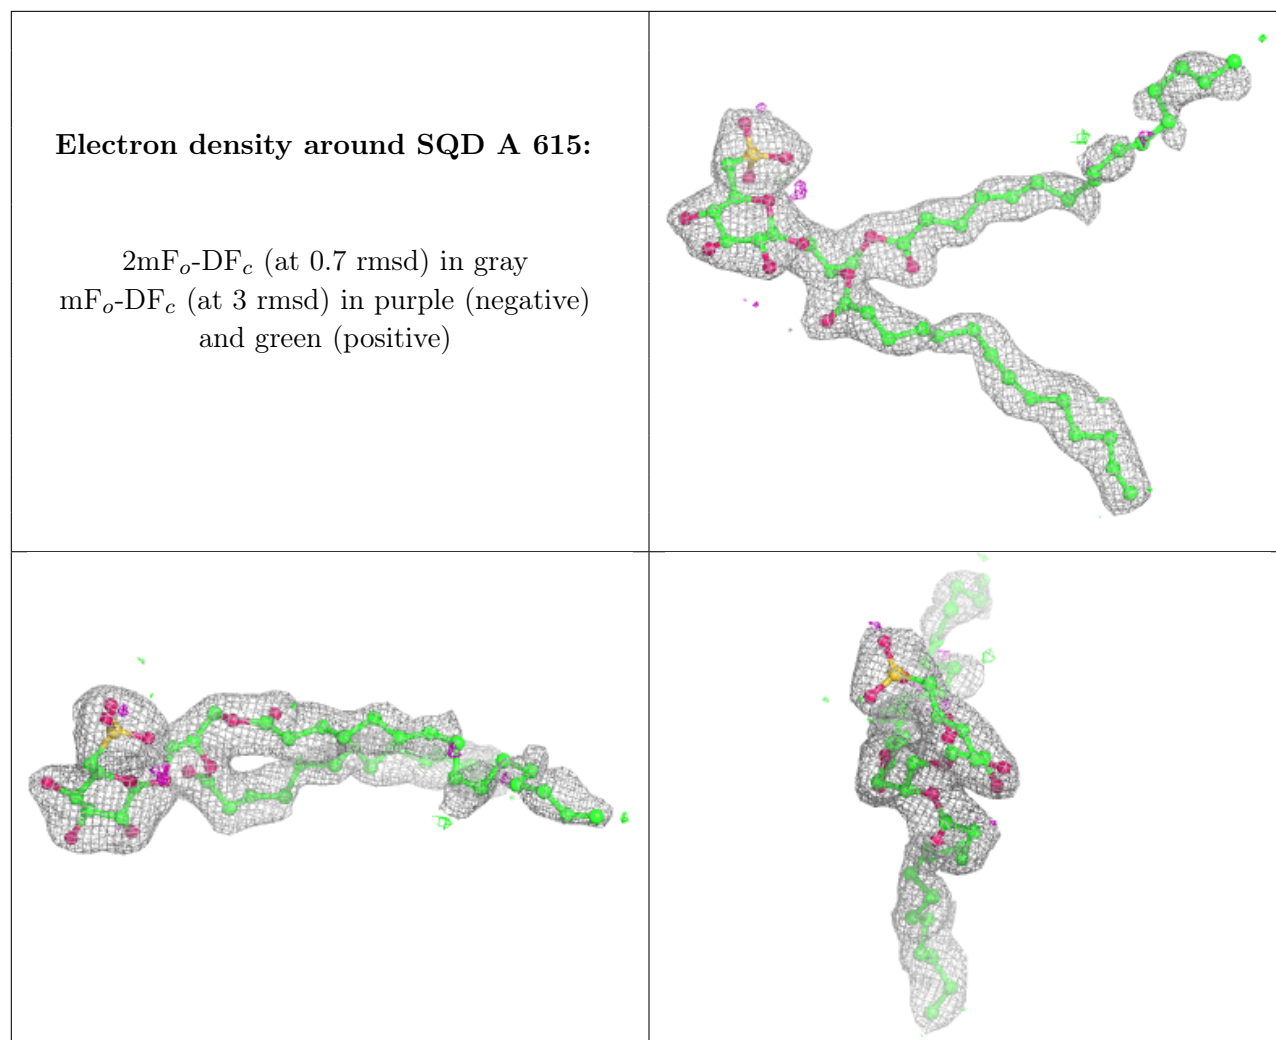 Electron density around SQD A 615:
2mFo-DFc (at 0.7 rmsd) in gray
mFo-DFc (at 3 rmsd) in purple (negative)
and green (positive)